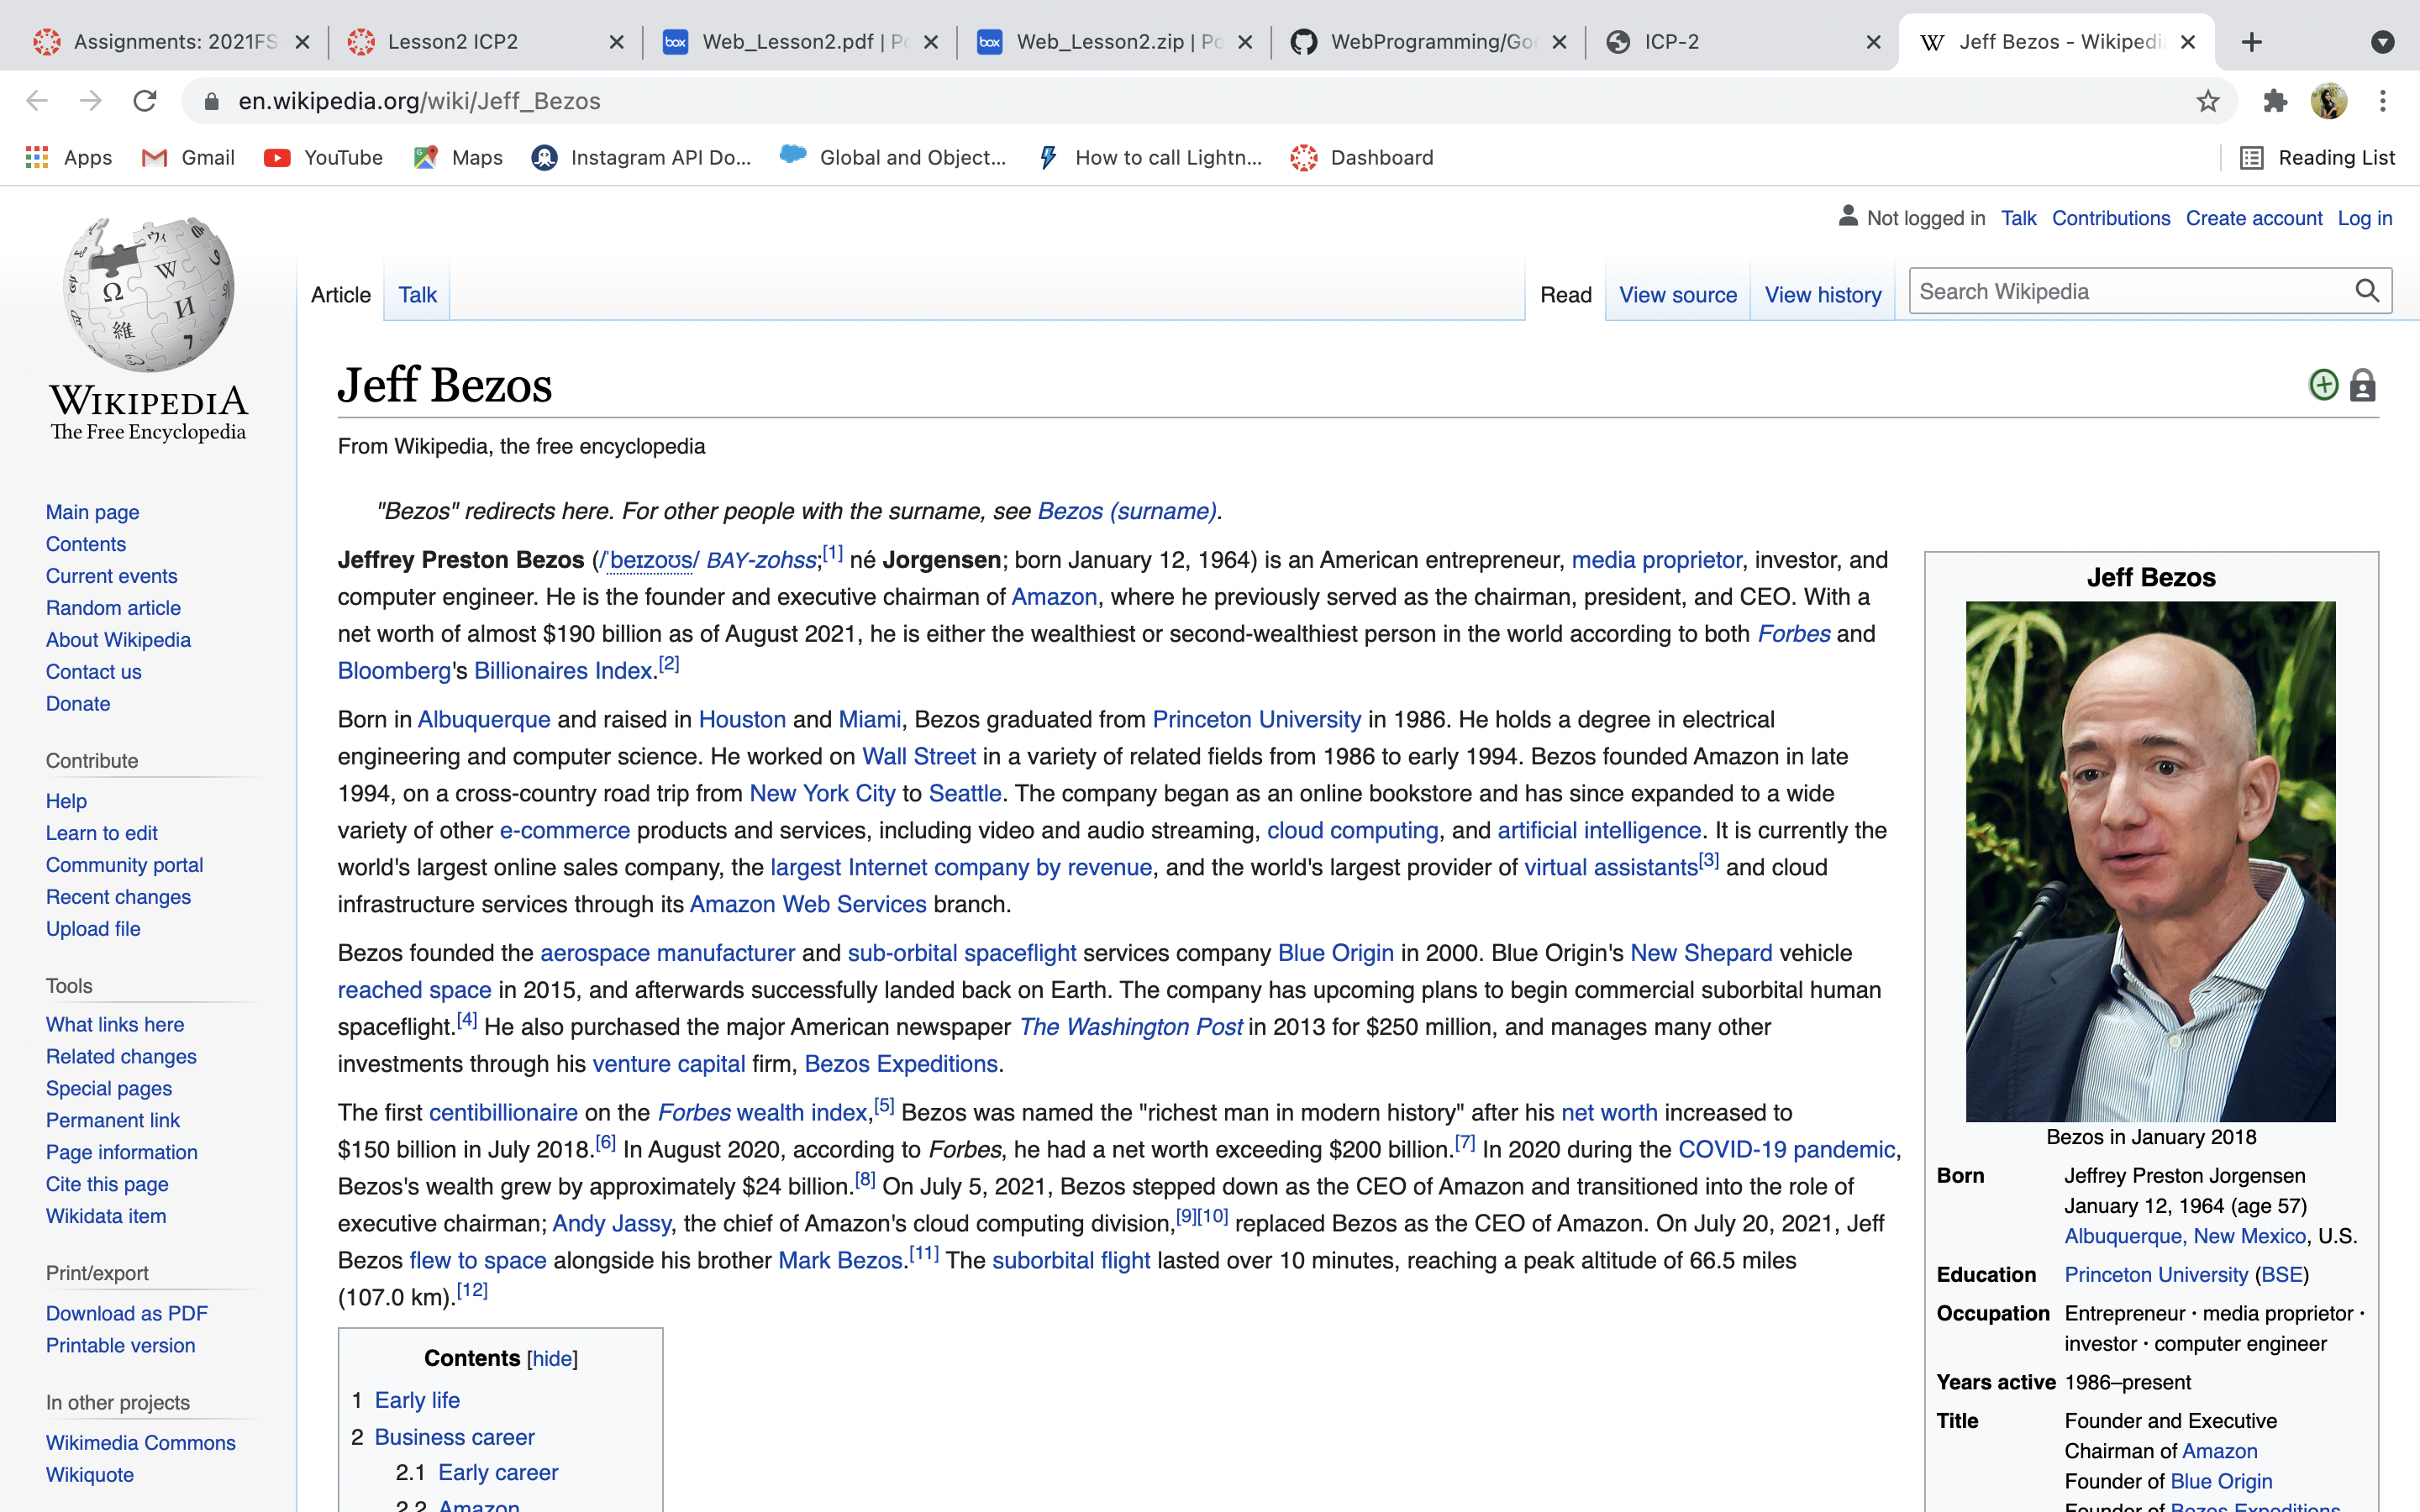 Assignments: 2021FS
Lesson2 ICP2
box Web_Lesson2.pdf | Po
box Web_Lesson2.zip | Po
WebProgramming/Goo
ICP-2
W Jeff Bezos - Wikipedia
en.wikipedia.org/wiki/Jeff_Bezos
Apps Gmail YouTube Maps Instagram API Do... Global and Object... How to call Lightn... Dashboard Reading List
Not logged in Talk Contributions Create account Log in
Article Talk Read View source View history Search Wikipedia
WIKIPEDIA
The Free Encyclopedia
Main page
Contents
Current events
Random article
About Wikipedia
Contact us
Donate
Contribute
Help
Learn to edit
Community portal
Recent changes
Upload file
Tools
What links here
Related changes
Special pages
Permanent link
Page information
Cite this page
Wikidata item
Print/export
Download as PDF
Printable version
In other projects
Wikimedia Commons
Wikiquote
Jeff Bezos
From Wikipedia, the free encyclopedia
"Bezos" redirects here. For other people with the surname, see Bezos (surname).
Jeffrey Preston Bezos (/ˈbeɪzoʊs/ BAY-zohss;[1] né Jorgensen; born January 12, 1964) is an American entrepreneur, media proprietor, investor, and
computer engineer. He is the founder and executive chairman of Amazon, where he previously served as the chairman, president, and CEO. With a
net worth of almost $190 billion as of August 2021, he is either the wealthiest or second-wealthiest person in the world according to both Forbes and
Bloomberg's Billionaires Index.[2]
Born in Albuquerque and raised in Houston and Miami, Bezos graduated from Princeton University in 1986. He holds a degree in electrical
engineering and computer science. He worked on Wall Street in a variety of related fields from 1986 to early 1994. Bezos founded Amazon in late
1994, on a cross-country road trip from New York City to Seattle. The company began as an online bookstore and has since expanded to a wide
variety of other e-commerce products and services, including video and audio streaming, cloud computing, and artificial intelligence. It is currently the
world's largest online sales company, the largest Internet company by revenue, and the world's largest provider of virtual assistants[3] and cloud
infrastructure services through its Amazon Web Services branch.
Bezos founded the aerospace manufacturer and sub-orbital spaceflight services company Blue Origin in 2000. Blue Origin's New Shepard vehicle
reached space in 2015, and afterwards successfully landed back on Earth. The company has upcoming plans to begin commercial suborbital human
spaceflight.[4] He also purchased the major American newspaper The Washington Post in 2013 for $250 million, and manages many other
investments through his venture capital firm, Bezos Expeditions.
The first centibillionaire on the Forbes wealth index,[5] Bezos was named the "richest man in modern history" after his net worth increased to
$150 billion in July 2018.[6] In August 2020, according to Forbes, he had a net worth exceeding $200 billion.[7] In 2020 during the COVID-19 pandemic,
Bezos's wealth grew by approximately $24 billion.[8] On July 5, 2021, Bezos stepped down as the CEO of Amazon and transitioned into the role of
executive chairman; Andy Jassy, the chief of Amazon's cloud computing division,[9][10] replaced Bezos as the CEO of Amazon. On July 20, 2021, Jeff
Bezos flew to space alongside his brother Mark Bezos.[11] The suborbital flight lasted over 10 minutes, reaching a peak altitude of 66.5 miles
(107.0 km).[12]
Contents [hide]
1 Early life
2 Business career
2.1 Early career
2.2 Amazon
Jeff Bezos
Bezos in January 2018
Born Jeffrey Preston Jorgensen
January 12, 1964 (age 57)
Albuquerque, New Mexico, U.S.
Education Princeton University (BSE)
Occupation Entrepreneur · media proprietor ·
investor · computer engineer
Years active 1986–present
Title Founder and Executive
Chairman of Amazon
Founder of Blue Origin
Founder of Bezos Expeditions